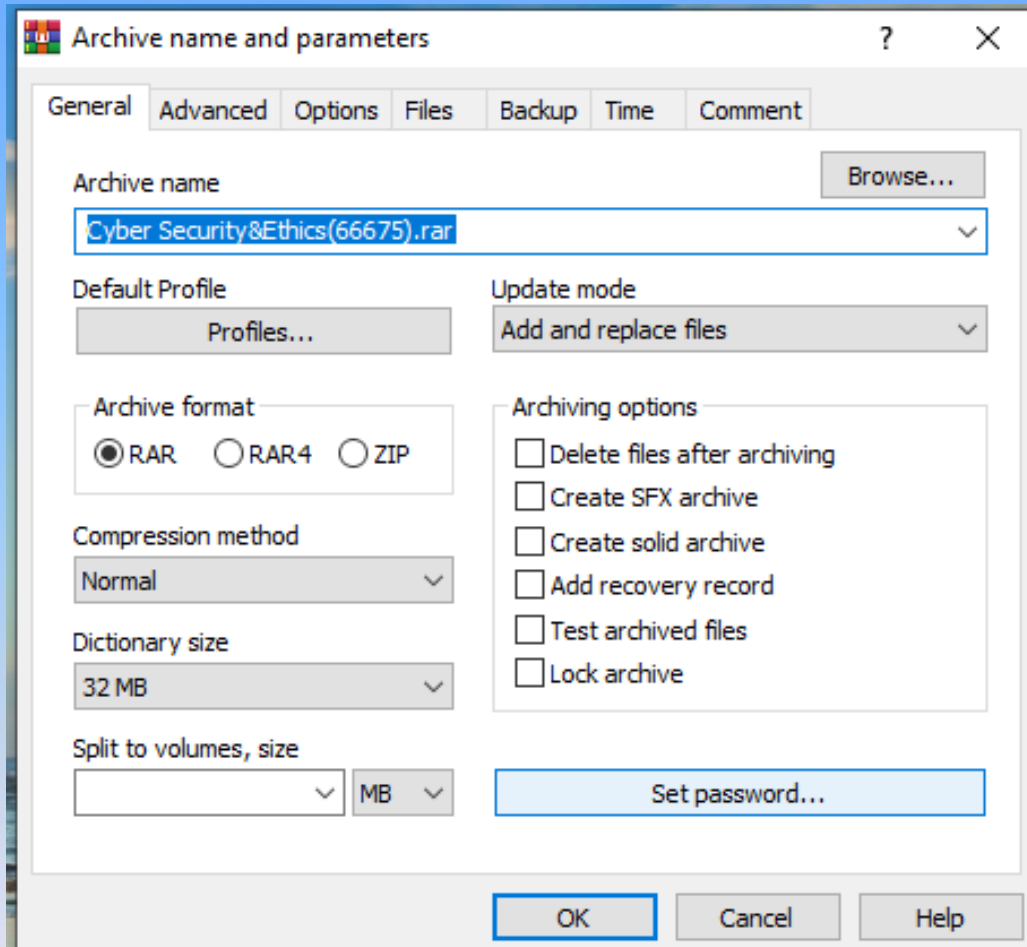 Archive name and parameters
?
General Advanced Options Files Backup Time Comment
Archive name
Browse...
Cyber Security&Ethics(66675).rar
Default Profile
Update mode
Profiles...
Add and replace files
Archive format
Archiving options
RAR RAR4 ZIP
Delete files after archiving
Create SFX archive
Compression method
Create solid archive
Normal
Add recovery record
Test archived files
Dictionary size
32 MB
Lock archive
Split to volumes, size
MB
Set password...
OK Cancel Help